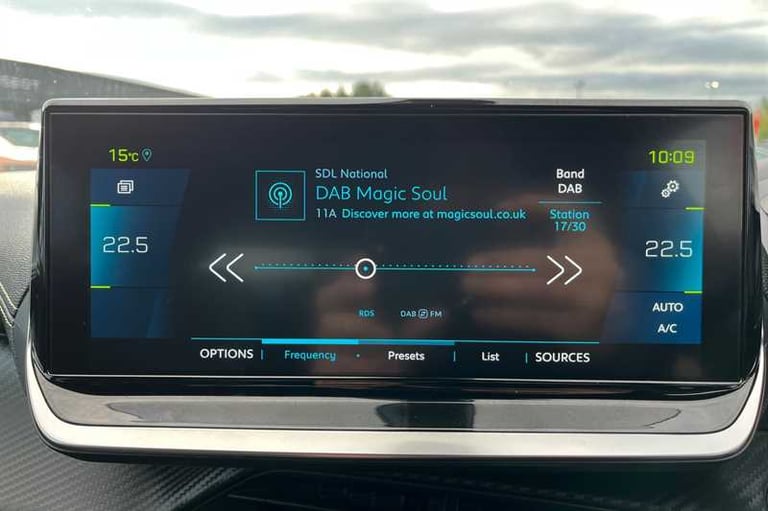 15°C
10:09
SDL National
DAB Magic Soul
11A Discover more at magicsoul.co.uk
Band
DAB
Station
17/30
22.5
22.5
RDS
DAB FM
AUTO
A/C
OPTIONS
Frequency
Presets
List
SOURCES